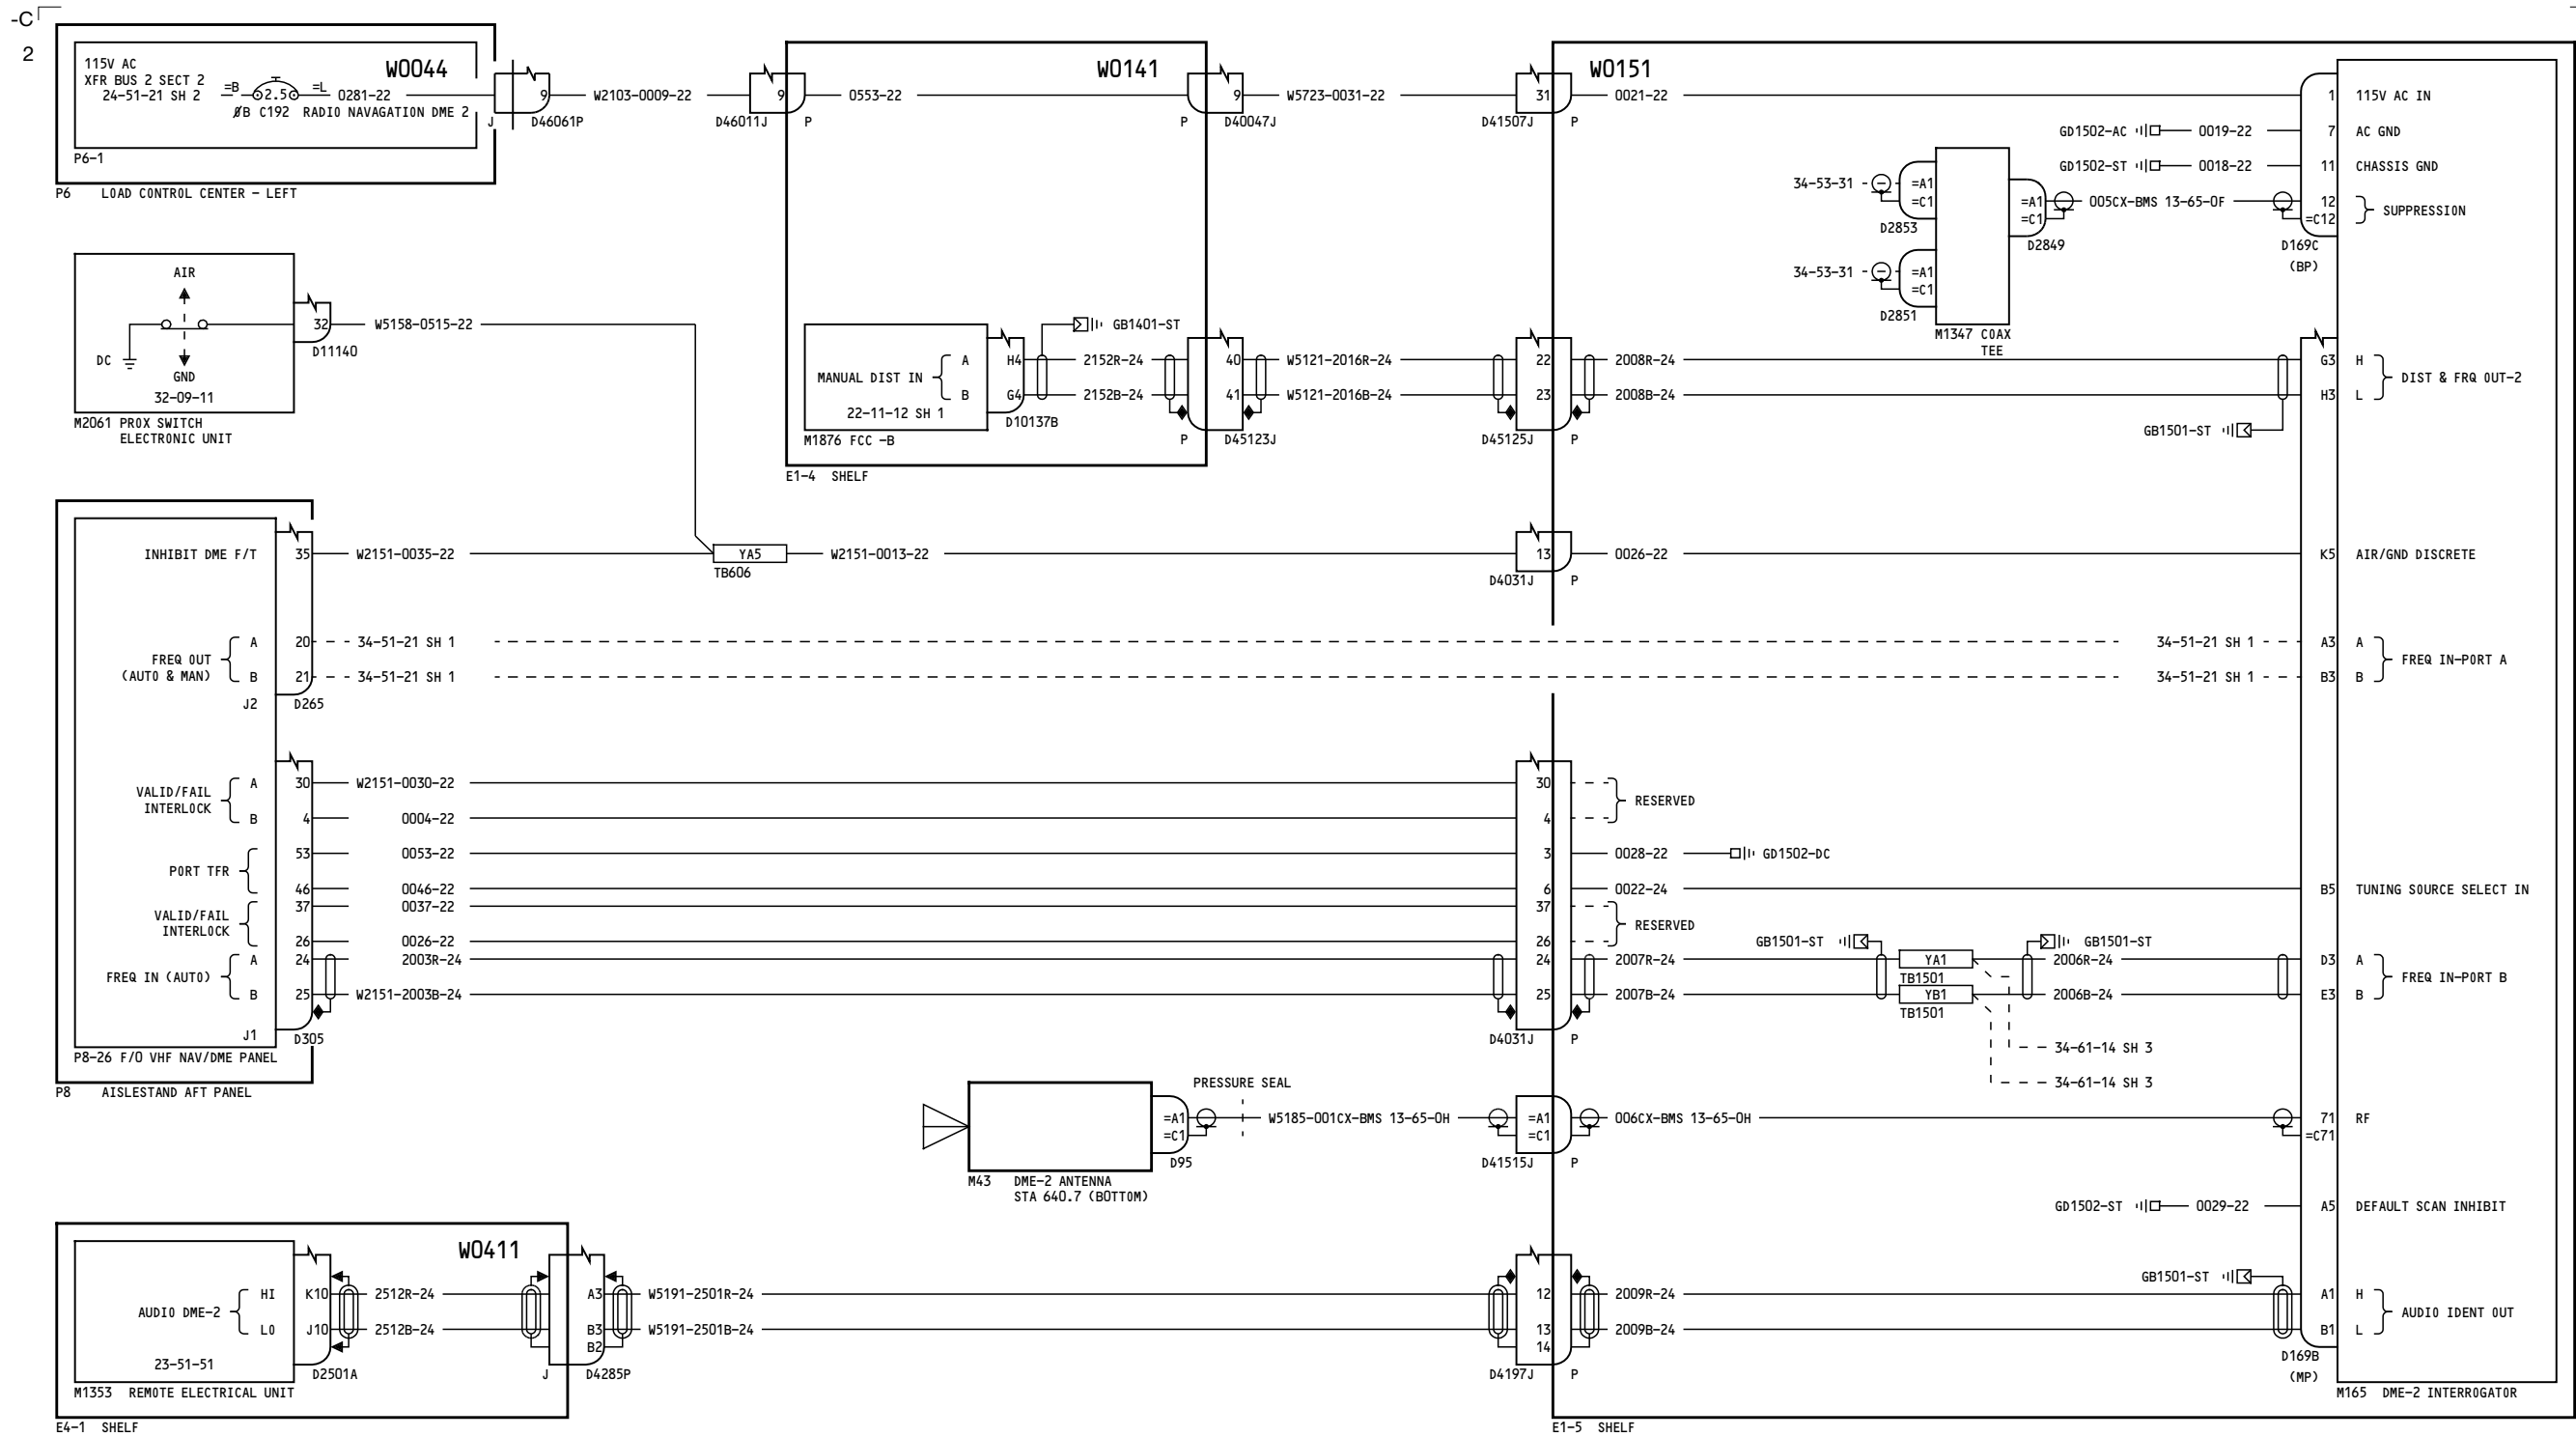 -C
2
115V AC
XFR BUS 2 SECT 2
24-51-21 SH 2
=B
2.5
=L
0281-22
ØB C192 RADIO NAVAGATION DME 2
W0044
P6-1
P6 LOAD CONTROL CENTER - LEFT
J
9
D46061P
W2103-0009-22
9
D46011J
P
W0141
0553-22
P
9
D40047J
W5723-0031-22
31
D41507J
P
W0151
0021-22
1
115V AC IN
GD1502-AC
0019-22
7
AC GND
GD1502-ST
0018-22
11
CHASSIS GND
34-53-31
=A1
=C1
D2853
=A1
=C1
D2849
005CX-BMS 13-65-0F
12
=C12
SUPPRESSION
D169C
(BP)
34-53-31
=A1
=C1
D2851
M1347 COAX
TEE
AIR
DC
GND
32-09-11
32
D11140
W5158-0515-22
M2061 PROX SWITCH
ELECTRONIC UNIT
MANUAL DIST IN
A
B
22-11-12 SH 1
M1876 FCC -B
H4
G4
D10137B
GB1401-ST
2152R-24
2152B-24
P
40
41
D45123J
W5121-2016R-24
W5121-2016B-24
22
23
D45125J
P
2008R-24
2008B-24
GB1501-ST
G3
H3
H
L
DIST & FRQ OUT-2
E1-4 SHELF
INHIBIT DME F/T
35
W2151-0035-22
YA5
TB606
W2151-0013-22
13
D4031J
P
0026-22
K5
AIR/GND DISCRETE
FREQ OUT
(AUTO & MAN)
A
B
20
21
J2
D265
34-51-21 SH 1
34-51-21 SH 1
34-51-21 SH 1
34-51-21 SH 1
A3
B3
A
B
FREQ IN-PORT A
VALID/FAIL
INTERLOCK
A
B
30
4
W2151-0030-22
0004-22
30
4
RESERVED
PORT TFR
53
46
0053-22
0046-22
3
6
0028-22
GD1502-DC
0022-24
B5
TUNING SOURCE SELECT IN
VALID/FAIL
INTERLOCK
37
26
0037-22
0026-22
37
26
RESERVED
FREQ IN (AUTO)
A
B
24
25
2003R-24
W2151-2003B-24
24
25
2007R-24
2007B-24
GB1501-ST
YA1
TB1501
YB1
TB1501
GB1501-ST
2006R-24
2006B-24
D3
E3
A
B
FREQ IN-PORT B
34-61-14 SH 3
34-61-14 SH 3
J1
D305
D4031J
P
P8-26 F/O VHF NAV/DME PANEL
P8 AISLESTAND AFT PANEL
PRESSURE SEAL
=A1
=C1
D95
W5185-001CX-BMS 13-65-0H
=A1
=C1
D41515J
P
006CX-BMS 13-65-0H
71
=C71
RF
M43 DME-2 ANTENNA
STA 640.7 (BOTTOM)
GD1502-ST
0029-22
A5
DEFAULT SCAN INHIBIT
W0411
AUDIO DME-2
HI
LO
K10
J10
23-51-51
D2501A
2512R-24
2512B-24
J
A3
B3
B2
D4285P
W5191-2501R-24
W5191-2501B-24
12
13
14
D4197J
P
2009R-24
2009B-24
GB1501-ST
A1
B1
H
L
AUDIO IDENT OUT
D169B
(MP)
M1353 REMOTE ELECTRICAL UNIT
M165 DME-2 INTERROGATOR
E4-1 SHELF
E1-5 SHELF